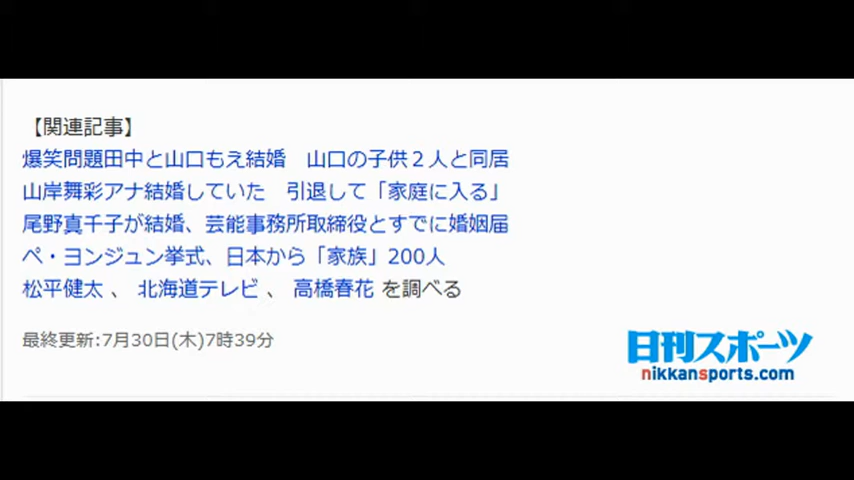 【関連記事】
爆笑問題田中と山口もえ結婚　山口の子供２人と同居
山岸舞彩アナ結婚していた　引退して「家庭に入る」
尾野真千子が結婚、芸能事務所取締役とすでに婚姻届
ペ・ヨンジュン挙式、日本から「家族」200人
松平健太 、 北海道テレビ 、 高橋春花 を調べる
最終更新:7月30日(木)7時39分
日刊スポーツ
nikkansports.com